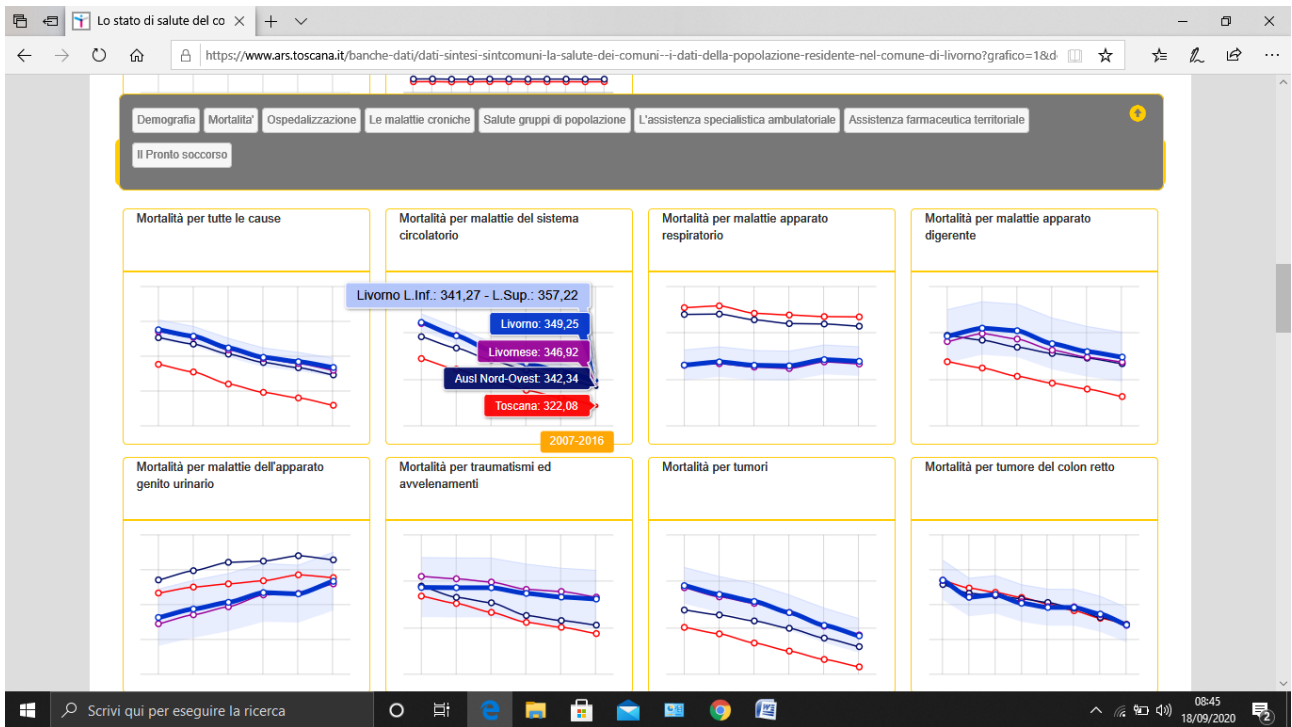 Lo stato di salute del co
https://www.ars.toscana.it/banche-dati/dati-sintesi-sintcomuni-la-salute-dei-comuni--i-dati-della-popolazione-residente-nel-comune-di-livorno?grafico=1&d
Demografia Mortalita' Ospedalizzazione Le malattie croniche Salute gruppi di popolazione L'assistenza specialistica ambulatoriale Assistenza farmaceutica territoriale
Il Pronto soccorso
Mortalità per tutte le cause
Mortalità per malattie del sistema
circolatorio
Mortalità per malattie apparato
respiratorio
Mortalità per malattie apparato
digerente
Livorno L.Inf.: 341,27 - L.Sup.: 357,22
Livorno: 349,25
Livornese: 346,92
Ausl Nord-Ovest: 342,34
Toscana: 322,08
2007-2016
Mortalità per malattie dell'apparato
genito urinario
Mortalità per traumatismi ed
avvelenamenti
Mortalità per tumori
Mortalità per tumore del colon retto
Scrivi qui per eseguire la ricerca
08:45
18/09/2020
2